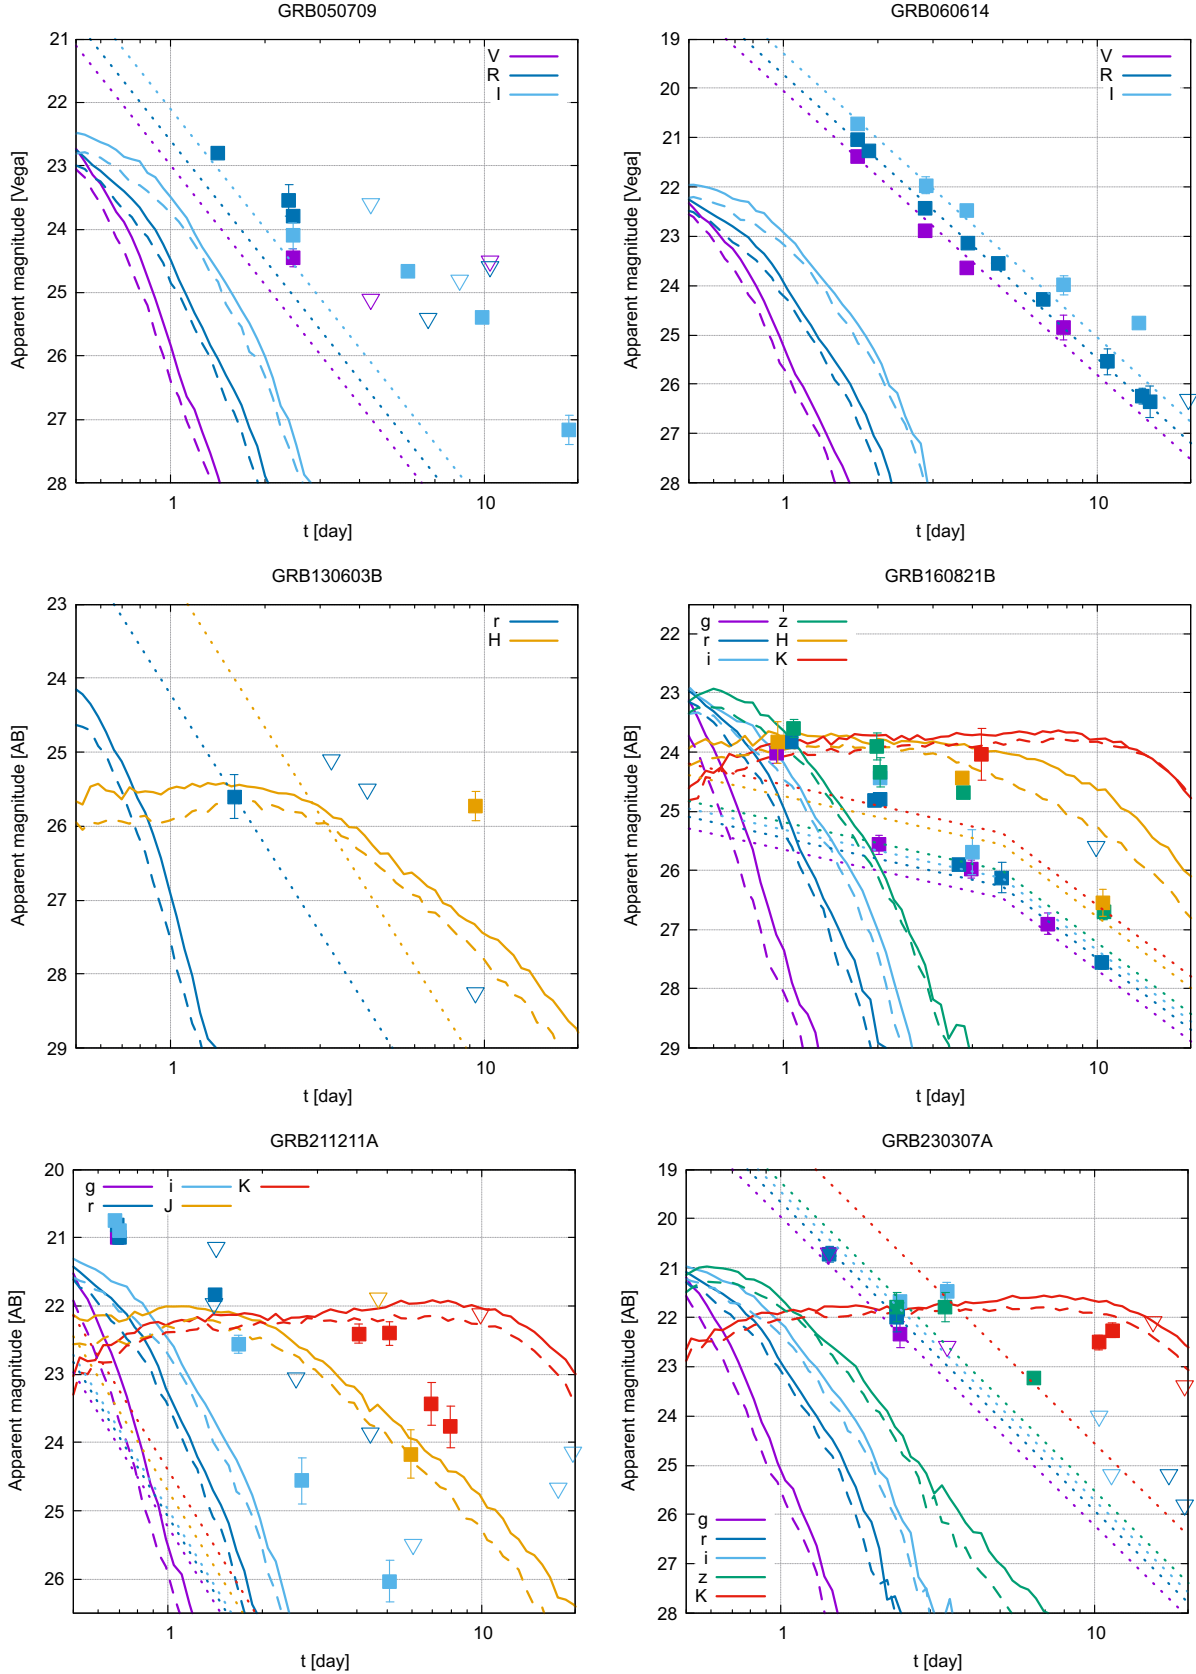 GRB050709
21
22
23
24
25
26
27
28
Apparent magnitude [Vega]
V
R
I
1
10
t [day]
GRB060614
19
20
21
22
23
24
25
26
27
28
Apparent magnitude [Vega]
V
R
I
1
10
t [day]
GRB130603B
23
24
25
26
27
28
29
Apparent magnitude [AB]
r
H
1
10
t [day]
GRB160821B
22
23
24
25
26
27
28
29
Apparent magnitude [AB]
g z
r H
i K
1
10
t [day]
GRB211211A
20
21
22
23
24
25
26
Apparent magnitude [AB]
g i K
r J
1
10
t [day]
GRB230307A
19
20
21
22
23
24
25
26
27
28
Apparent magnitude [AB]
g
r
i
z
K
1
10
t [day]